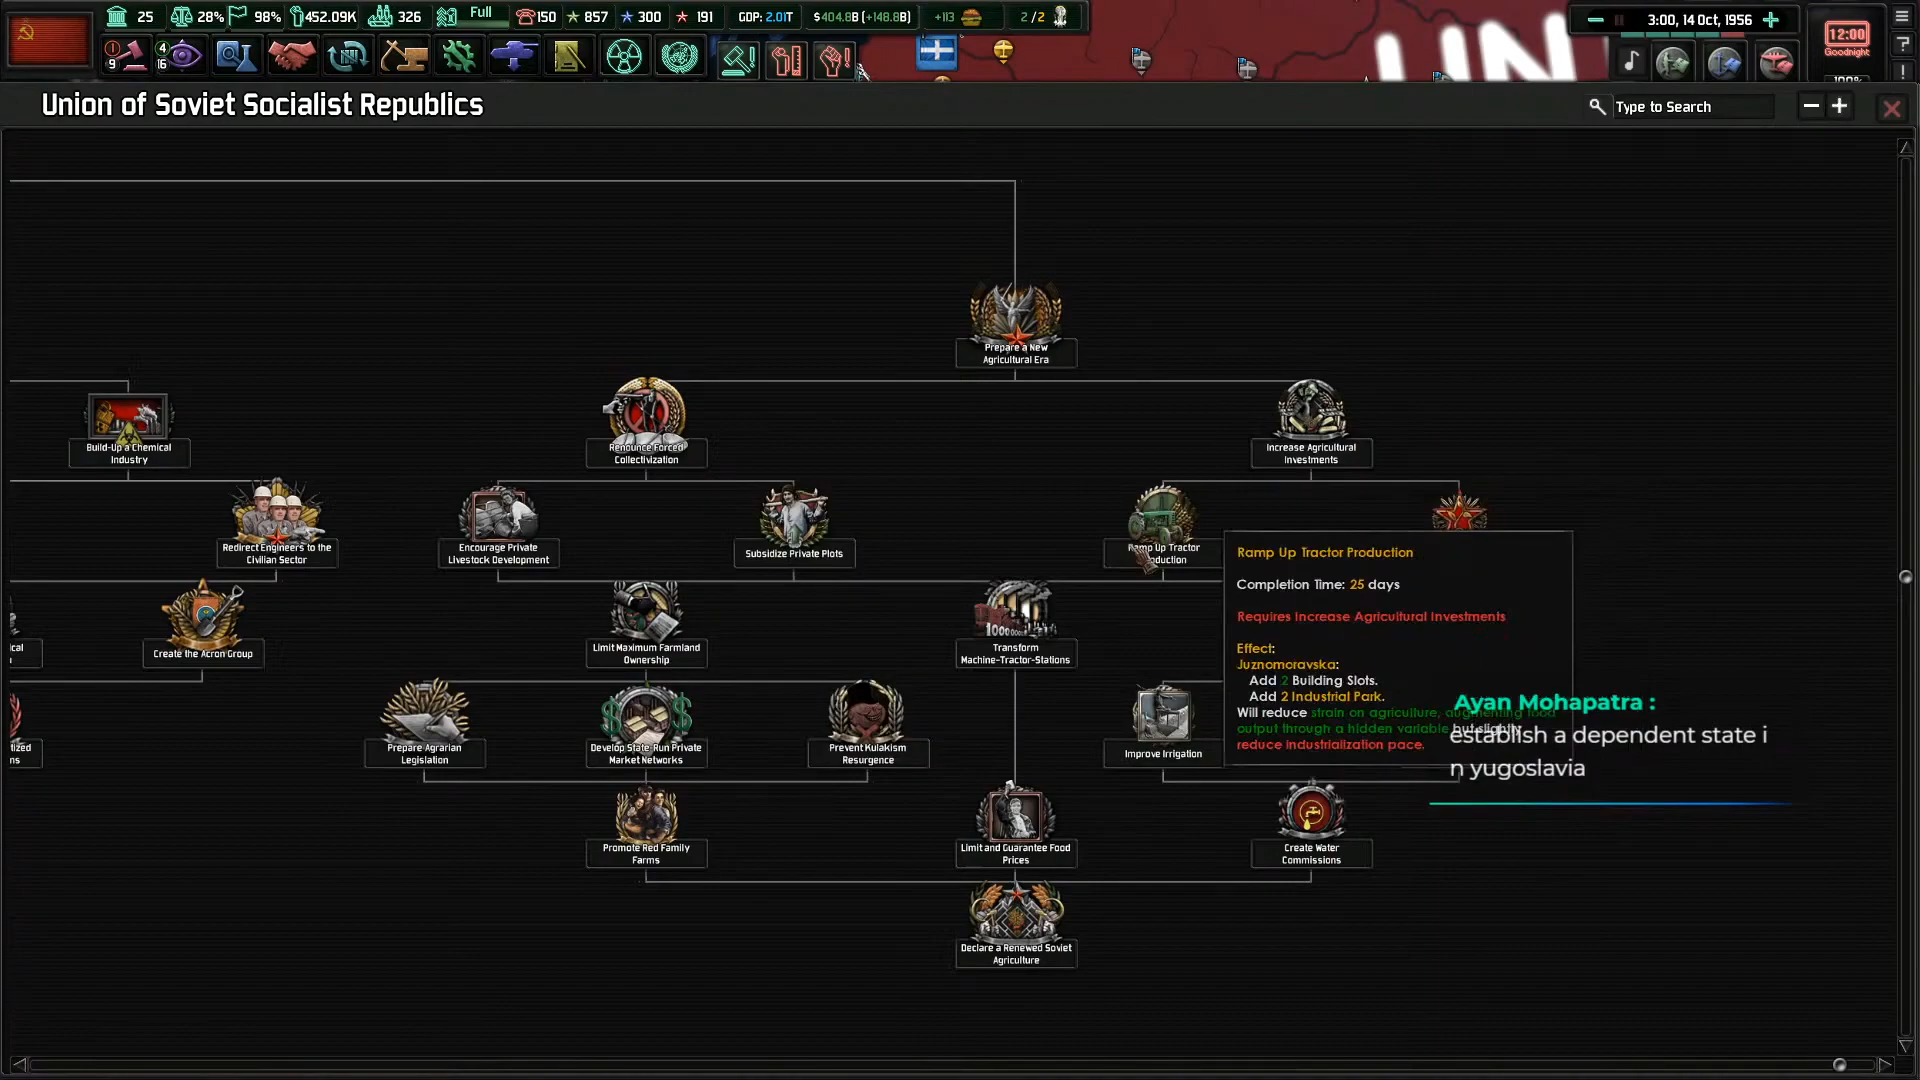 25
28%
98%
452.09K
326
Full
150
857
300
191
GDP: 2.01T
$404.8B (+148.8B)
+113
2/2
3:00, 14 Oct, 1956
12:00
Goodnight
100%
9
4
16
UN
Union of Soviet Socialist Republics
Type to Search
Prepare a New
Agricultural Era
Build-Up a Chemical
Industry
Renounce Forced
Collectivization
Increase Agricultural
Investments
Redirect Engineers to the
Civilian Sector
Encourage Private
Livestock Development
Subsidize Private Plots
Ramp Up Tractor
Production
Ramp Up Tractor Production
Completion Time: 25 days
Requires Increase Agricultural Investments
Effect:
Juznomoravska:
Add 2 Building Slots.
Add 2 Industrial Park.
Will reduce strain on agriculture, augmenting food
output through a hidden variable but slightly
reduce industrialization pace.
Create the Acron Group
Limit Maximum Farmland
Ownership
1000000
Transform
Machine-Tractor-Stations
Prepare Agrarian
Legislation
Develop State-Run Private
Market Networks
Prevent Kulakism
Resurgence
Improve Irrigation
Ayan Mohapatra :
establish a dependent state i
n yugoslavia
Promote Red Family
Farms
Limit and Guarantee Food
Prices
Create Water
Commissions
Declare a Renewed Soviet
Agriculture